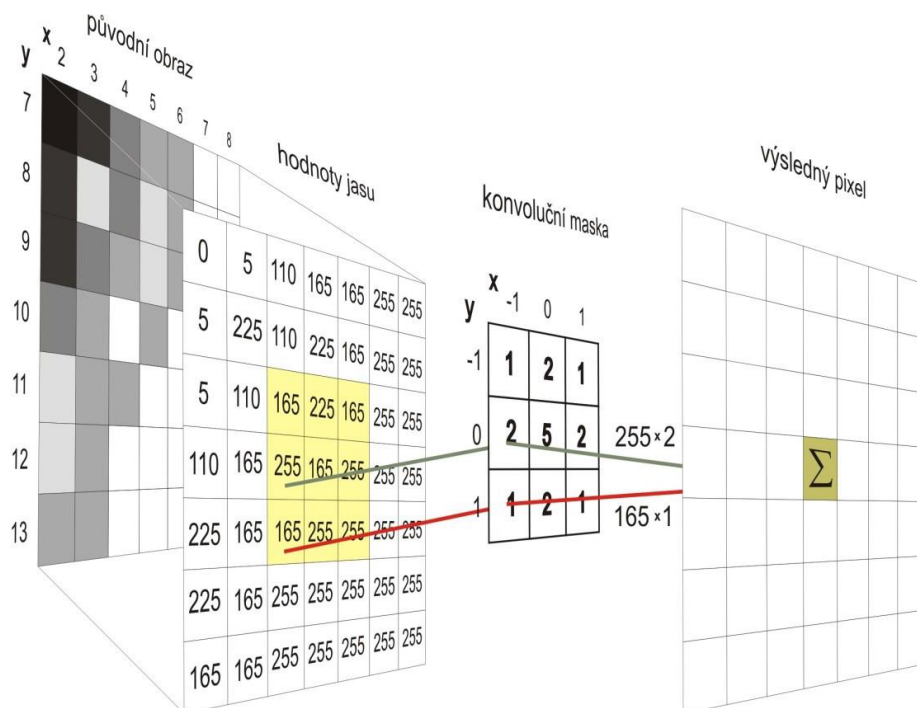 původní obraz
x
y
2 3 4 5 6 7 8
7
8
9
10
11
12
13
hodnoty jasu
0 5 110 165 165 255 255
5 225 110 225 165 255 255
5 110 165 225 165 255 255
110 165 255 165 255 255 255
225 165 165 255 255 255 255
225 165 255 255 255 255 255
165 165 255 255 255 255 255
konvoluční maska
x
y
-1 0 1
-1 1 2 1
0 2 5 2
1 1 2 1
255×2
165×1
výsledný pixel
Σ